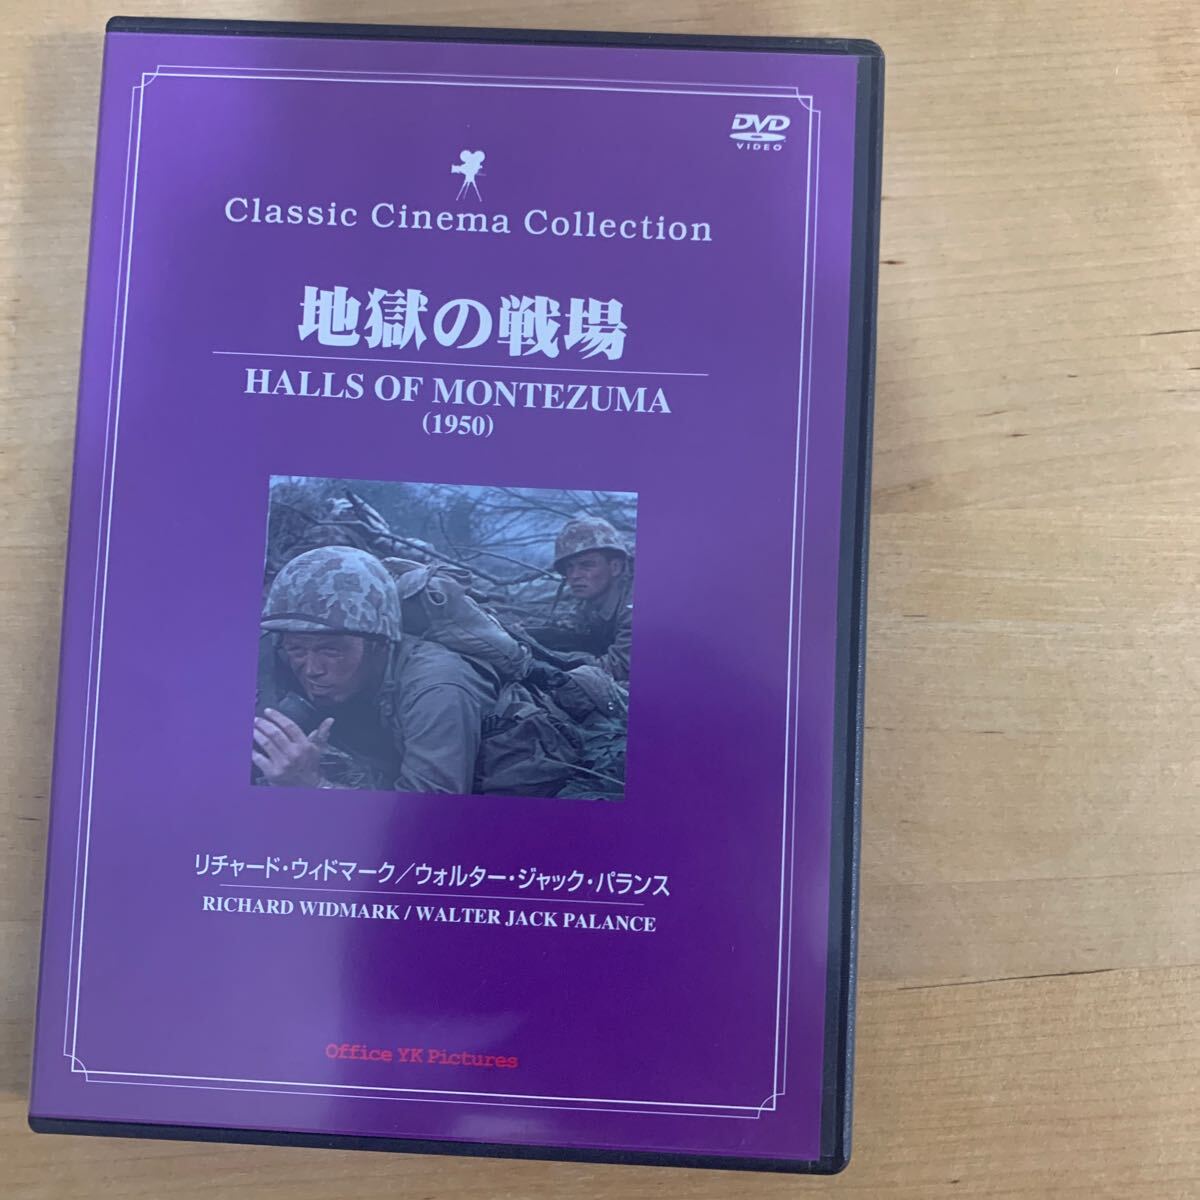 DVD
VIDEO
Classic Cinema Collection
地獄の戦場
HALLS OF MONTEZUMA
(1950)
リチャード・ウィドマーク／ウォルター・ジャック・パランス
RICHARD WIDMARK / WALTER JACK PALANCE
Office YK Pictures